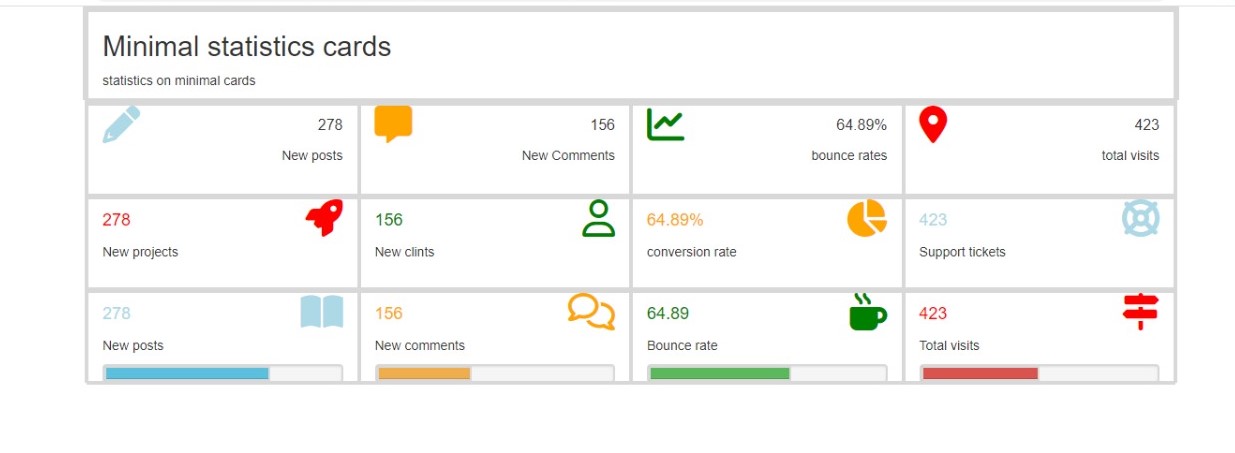 Minimal statistics cards
statistics on minimal cards
278
New posts
156
New Comments
64.89%
bounce rates
423
total visits
278
New projects
156
New clints
64.89%
conversion rate
423
Support tickets
278
New posts
156
New comments
64.89
Bounce rate
423
Total visits